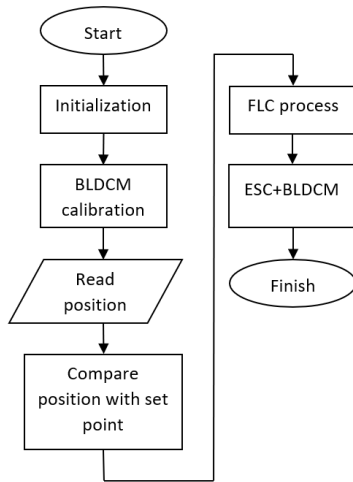 Start
Initialization
BLDCM
calibration
Read
position
Compare
position with set
point
FLC process
ESC+BLDCM
Finish